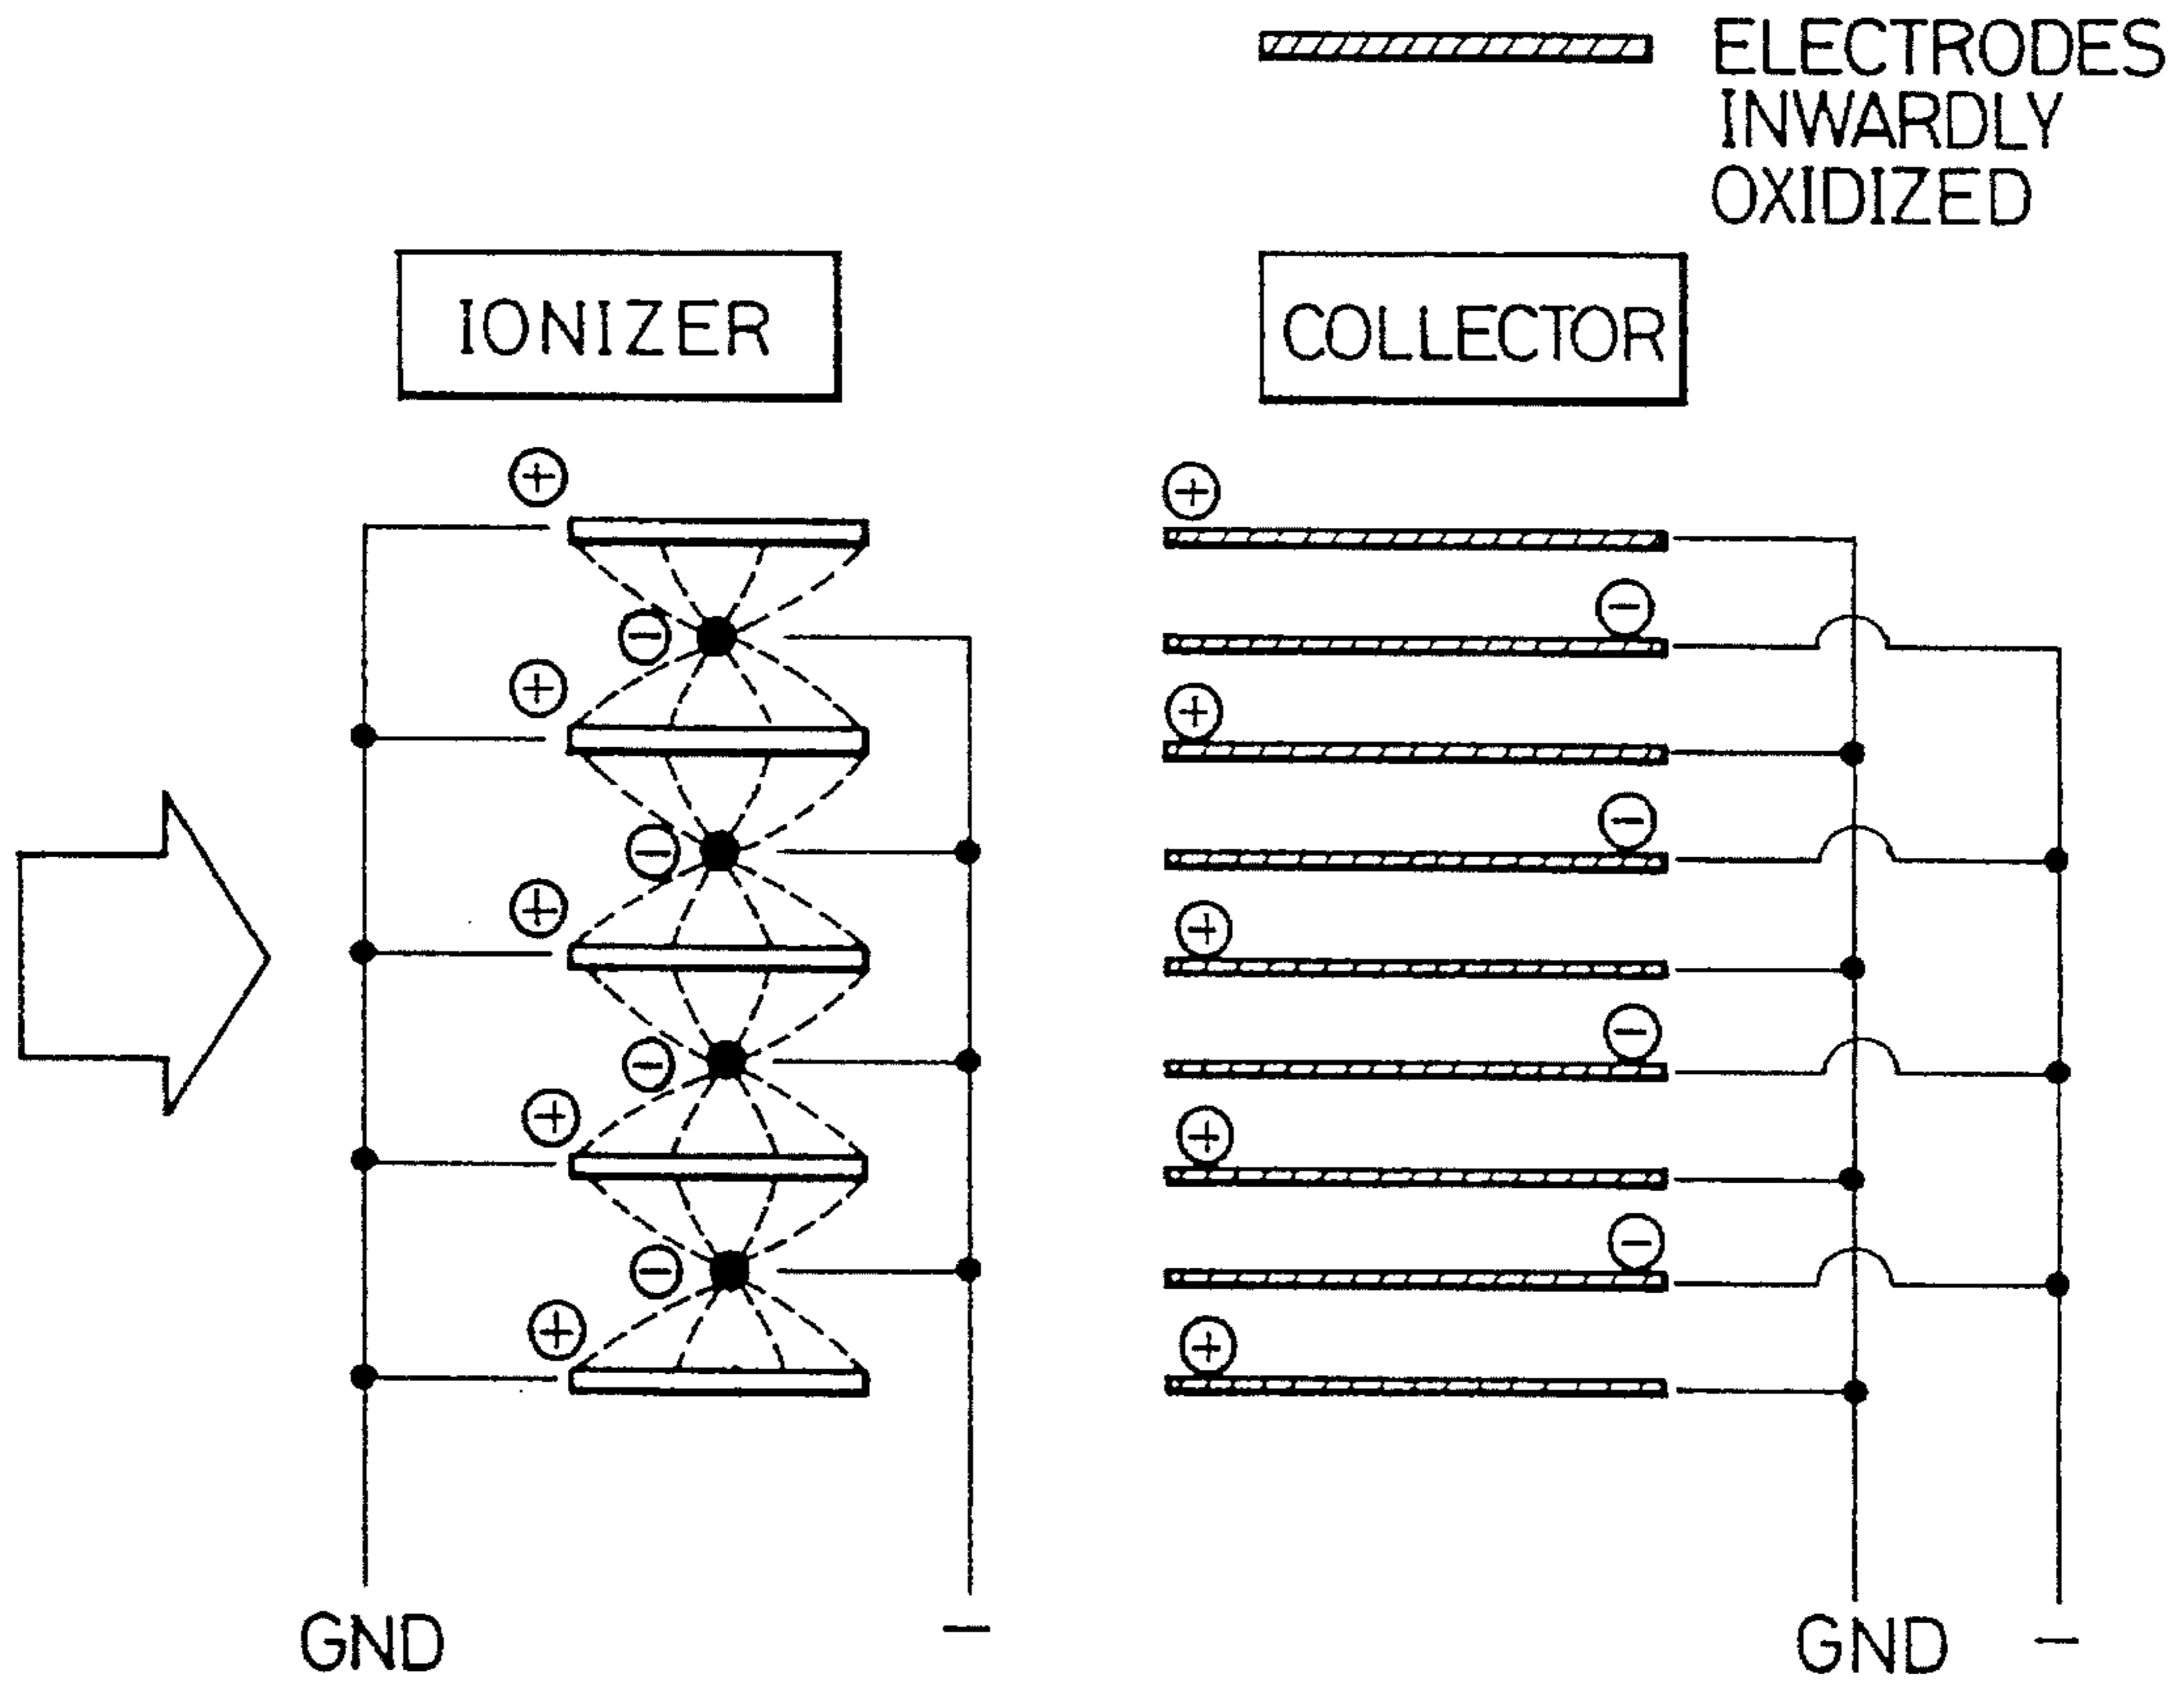 ELECTRODES
INWARDLY
OXIDIZED
IONIZER
COLLECTOR
+
+
-
-
+
+
-
-
+
+
-
-
+
+
-
-
+
+
GND
-
GND
-